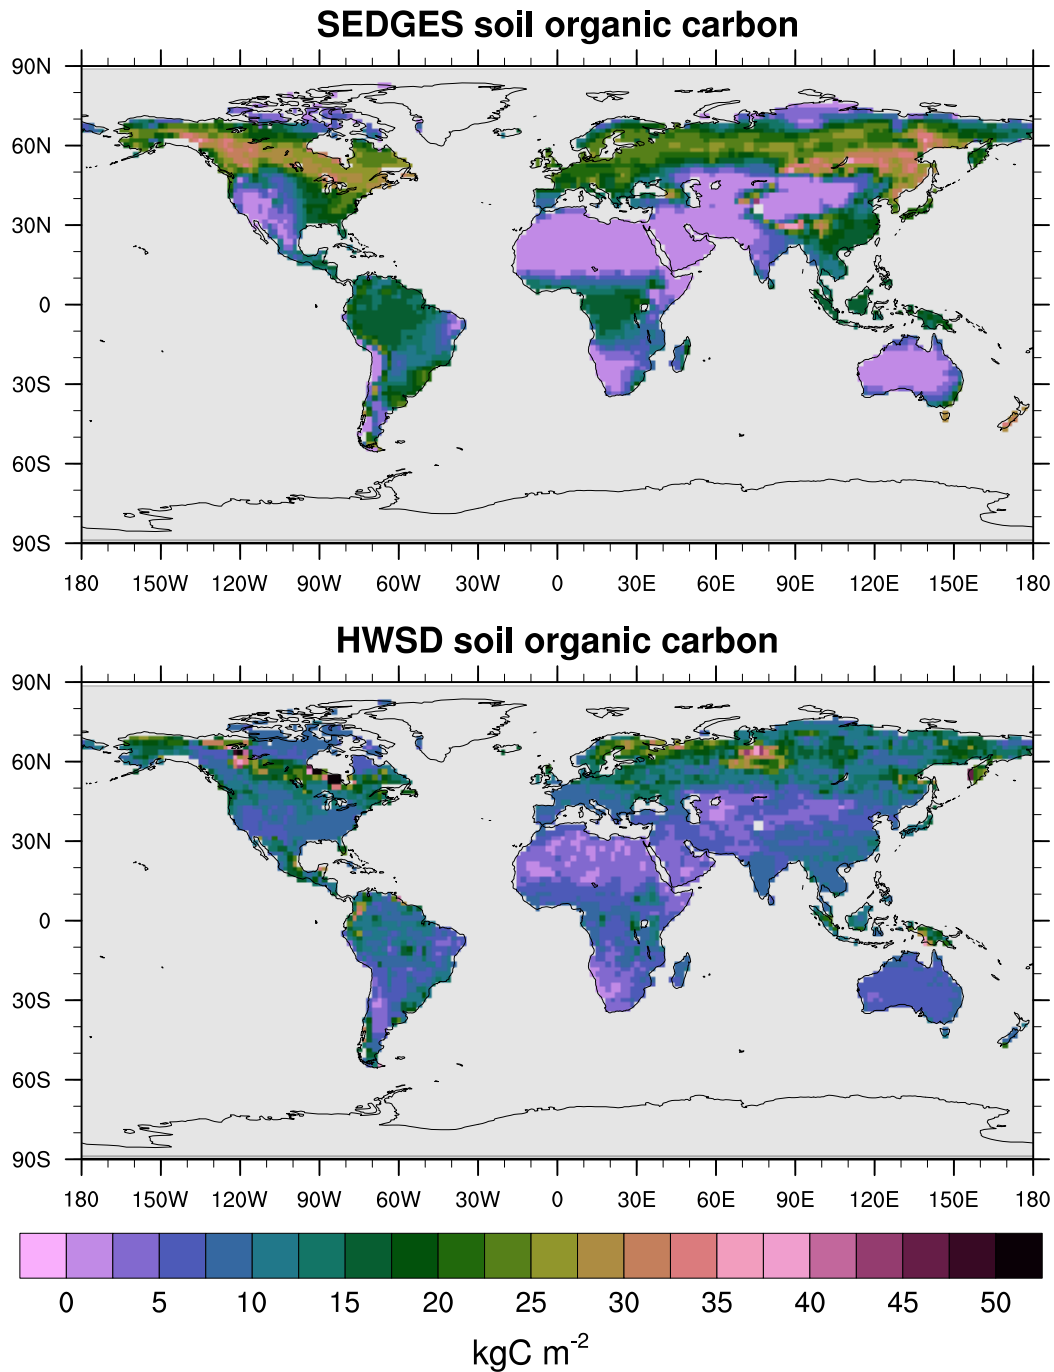 SEDGES soil organic carbon
90N
60N
30N
0
30S
60S
90S
180 150W 120W 90W 60W 30W 0 30E 60E 90E 120E 150E 180
HWSD soil organic carbon
90N
60N
30N
0
30S
60S
90S
180 150W 120W 90W 60W 30W 0 30E 60E 90E 120E 150E 180
0 5 10 15 20 25 30 35 40 45 50
kgC m⁻²